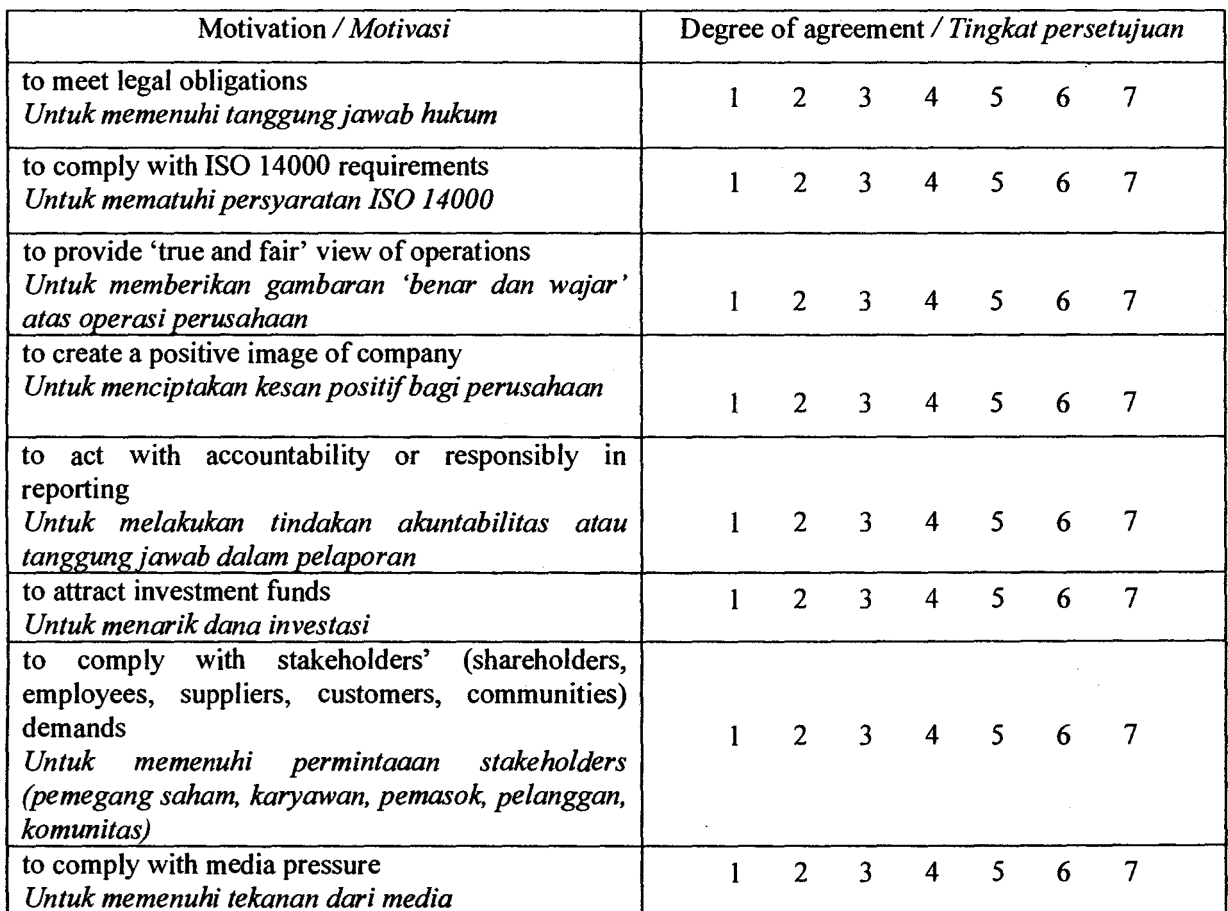 Motivation / Motivasi
Degree of agreement / Tingkat persetujuan
to meet legal obligations
Untuk memenuhi tanggung jawab hukum
1 2 3 4 5 6 7
to comply with ISO 14000 requirements
Untuk mematuhi persyaratan ISO 14000
1 2 3 4 5 6 7
to provide ‘true and fair’ view of operations
Untuk memberikan gambaran ‘benar dan wajar’
atas operasi perusahaan
1 2 3 4 5 6 7
to create a positive image of company
Untuk menciptakan kesan positif bagi perusahaan
1 2 3 4 5 6 7
to act with accountability or responsibly in
reporting
Untuk melakukan tindakan akuntabilitas atau
tanggung jawab dalam pelaporan
1 2 3 4 5 6 7
to attract investment funds
Untuk menarik dana investasi
1 2 3 4 5 6 7
to comply with stakeholders’ (shareholders,
employees, suppliers, customers, communities)
demands
Untuk memenuhi permintaaan stakeholders
(pemegang saham, karyawan, pemasok, pelanggan,
komunitas)
1 2 3 4 5 6 7
to comply with media pressure
Untuk memenuhi tekanan dari media
1 2 3 4 5 6 7